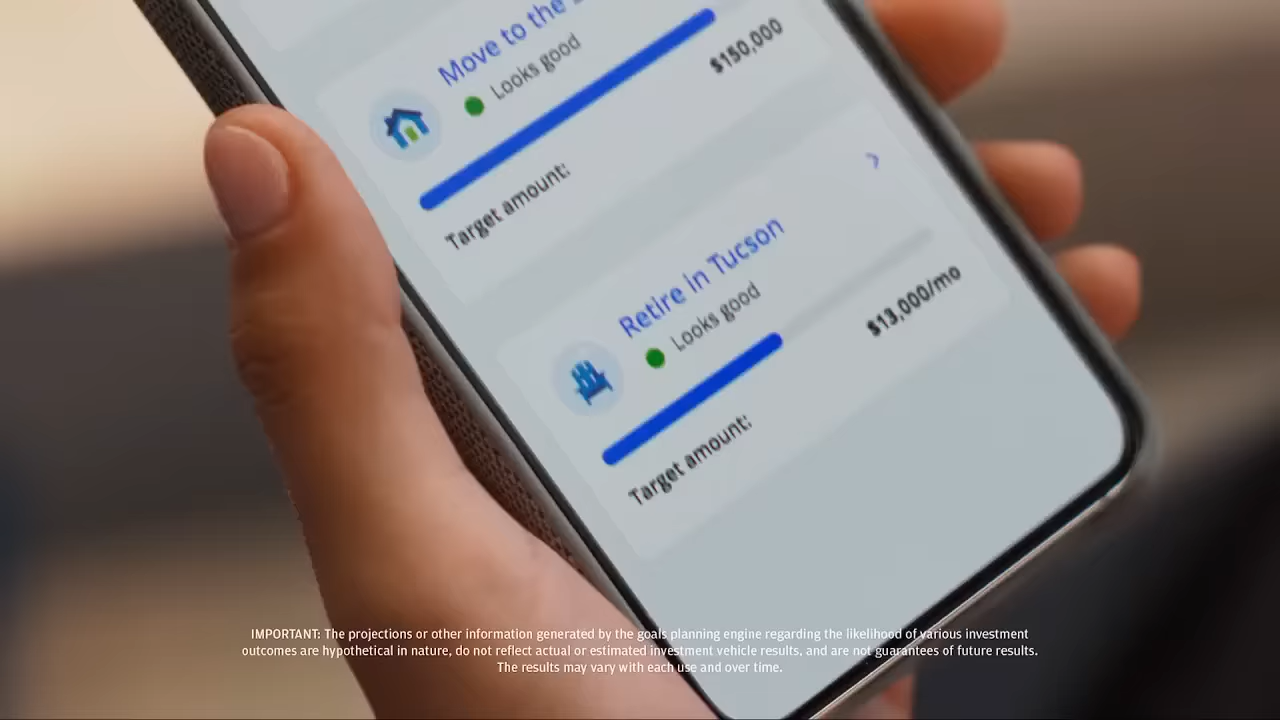 Move to the
Looks good
$150,000
Target amount:
Retire in Tucson
Looks good
$13,000/mo
Target amount:
IMPORTANT: The projections or other information generated by the goals planning engine regarding the likelihood of various investment
outcomes are hypothetical in nature, do not reflect actual or estimated investment vehicle results, and are not guarantees of future results.
The results may vary with each use and over time.